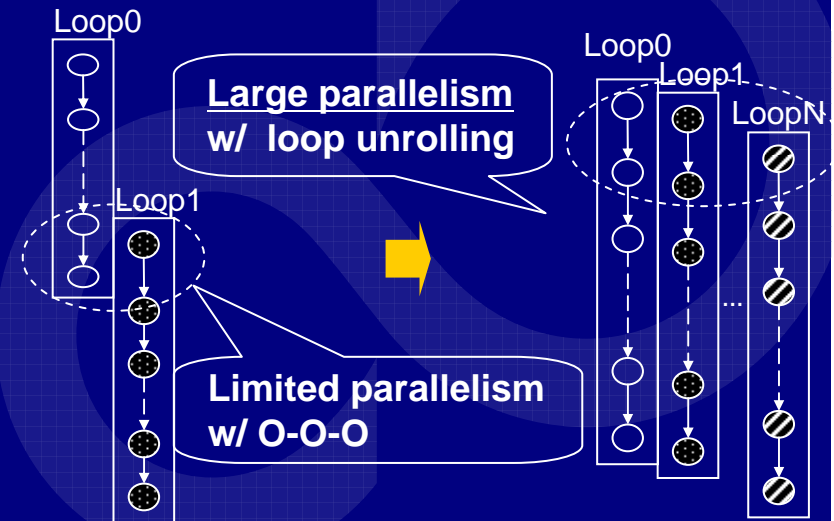 Loop0
Large parallelism
w/ loop unrolling
Loop1
Limited parallelism
w/ O-O-O
Loop0
Loop1
LoopN
...